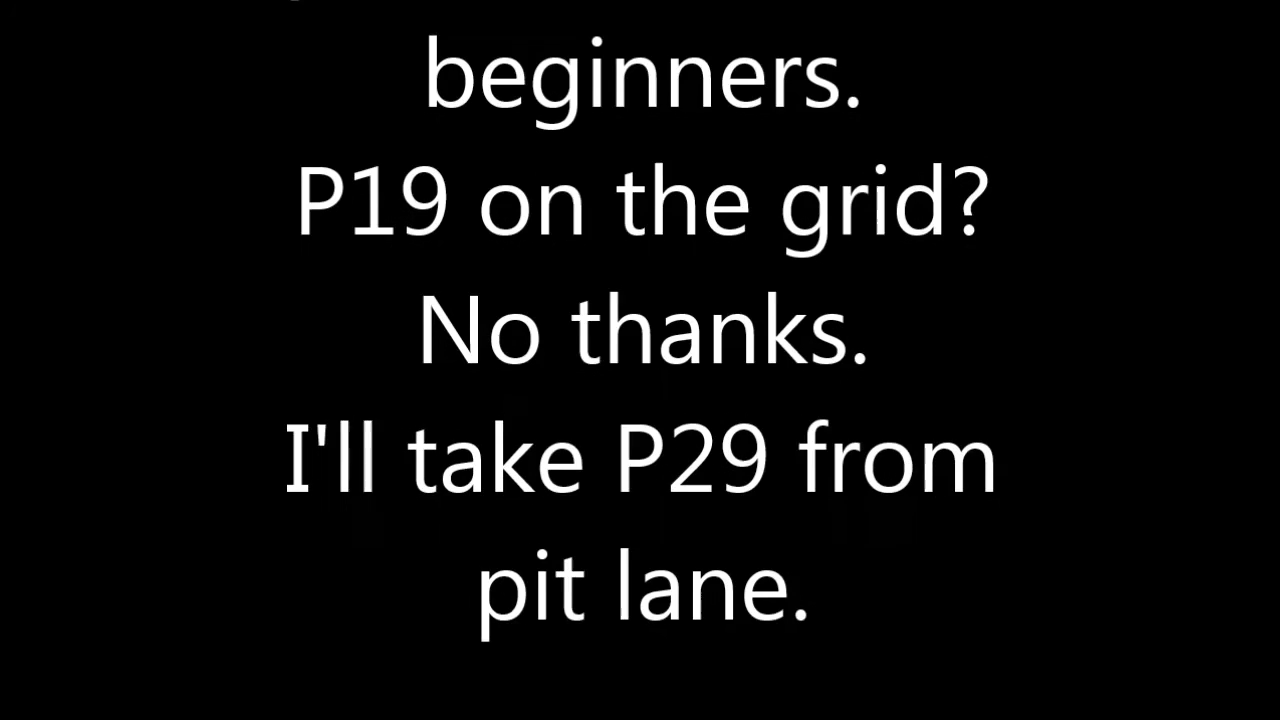 beginners.
P19 on the grid?
No thanks.
I'll take P29 from
pit lane.